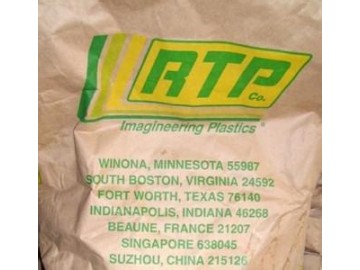 RTP Co.
Imagineering Plastics®
WINONA, MINNESOTA 55987
SOUTH BOSTON, VIRGINIA 24592
FORT WORTH, TEXAS 76140
INDIANAPOLIS, INDIANA 46268
BEAUNE, FRANCE 21207
SINGAPORE 638045
SUZHOU, CHINA 215126